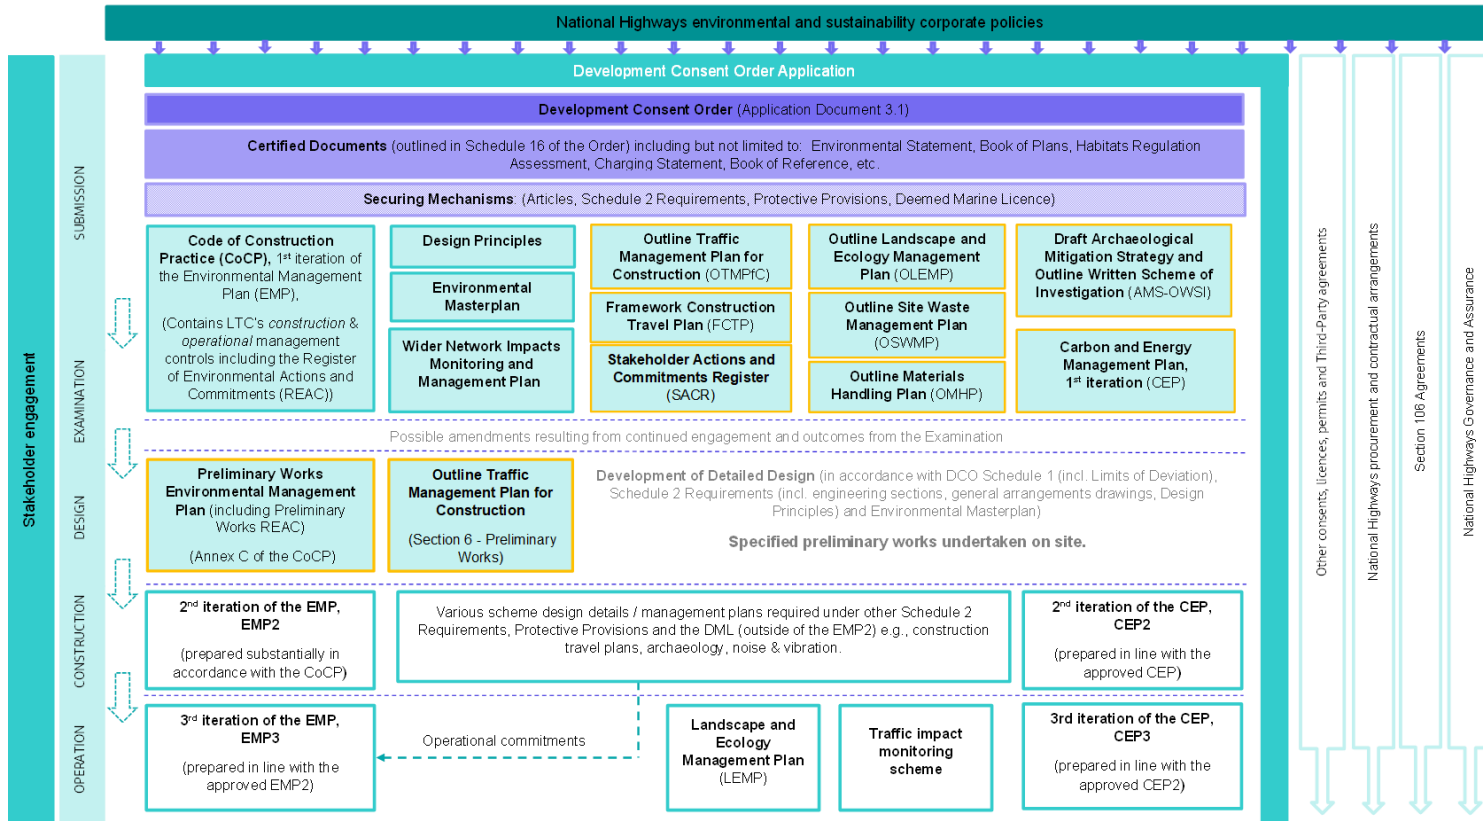 National Highways environmental and sustainability corporate policies
Stakeholder engagement
SUBMISSION
EXAMINATION
DESIGN
CONSTRUCTION
OPERATION
Development Consent Order Application
Development Consent Order (Application Document 3.1)
Certified Documents (outlined in Schedule 16 of the Order) including but not limited to: Environmental Statement, Book of Plans, Habitats Regulation
Assessment, Charging Statement, Book of Reference, etc.
Securing Mechanisms: (Articles, Schedule 2 Requirements, Protective Provisions, Deemed Marine Licence)
Code of Construction
Practice (CoCP), 1st iteration of
the Environmental Management
Plan (EMP),
(Contains LTC's construction &
operational management
controls including the Register
of Environmental Actions and
Commitments (REAC))
Design Principles
Environmental
Masterplan
Wider Network Impacts
Monitoring and
Management Plan
Outline Traffic
Management Plan for
Construction (OTMPfC)
Framework Construction
Travel Plan (FCTP)
Stakeholder Actions and
Commitments Register
(SACR)
Outline Landscape and
Ecology Management
Plan (OLEMP)
Outline Site Waste
Management Plan
(OSWMP)
Outline Materials
Handling Plan (OMHP)
Draft Archaeological
Mitigation Strategy and
Outline Written Scheme of
Investigation (AMS-OWSI)
Carbon and Energy
Management Plan,
1st iteration (CEP)
Possible amendments resulting from continued engagement and outcomes from the Examination
Preliminary Works
Environmental Management
Plan (including Preliminary
Works REAC)
(Annex C of the CoCP)
Outline Traffic
Management Plan for
Construction
(Section 6 - Preliminary
Works)
Development of Detailed Design (in accordance with DCO Schedule 1 (incl. Limits of Deviation),
Schedule 2 Requirements (incl. engineering sections, general arrangements drawings, Design
Principles) and Environmental Masterplan)
Specified preliminary works undertaken on site.
2nd iteration of the EMP,
EMP2
(prepared substantially in
accordance with the CoCP)
Various scheme design details / management plans required under other Schedule 2
Requirements, Protective Provisions and the DML (outside of the EMP2) e.g., construction
travel plans, archaeology, noise & vibration.
2nd iteration of the CEP,
CEP2
(prepared in line with the
approved CEP)
3rd iteration of the EMP,
EMP3
(prepared in line with the
approved EMP2)
Operational commitments
Landscape and
Ecology
Management Plan
(LEMP)
Traffic impact
monitoring
scheme
3rd iteration of the CEP,
CEP3
(prepared in line with the
approved CEP2)
Other consents, licences, permits and Third-Party agreements
National Highways procurement and contractual arrangements
Section 106 Agreements
National Highways Governance and Assurance